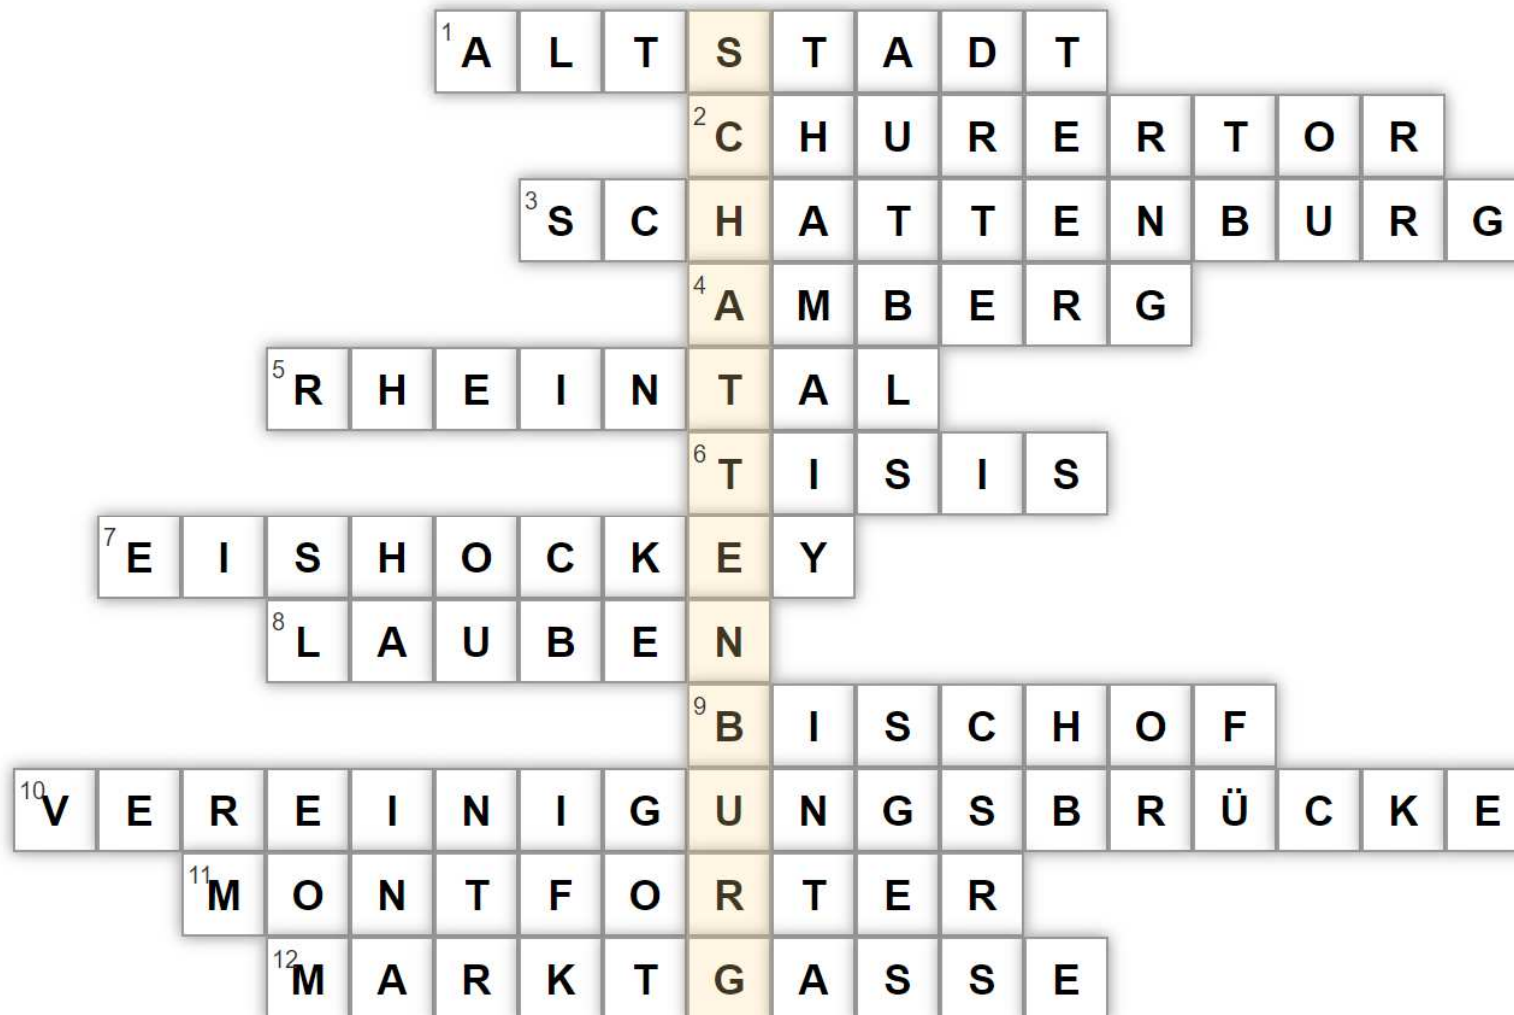 1 ALTSTADT
2 CHURERTOR
3 SCHATTENBURG
4 AMBERG
5 RHEINTAL
6 TISIS
7 EISHOCKEY
8 LAUBEN
9 BISCHOF
10 VEREINIGUNGSBRÜCKE
11 MONTFORTER
12 MARKTGASSE